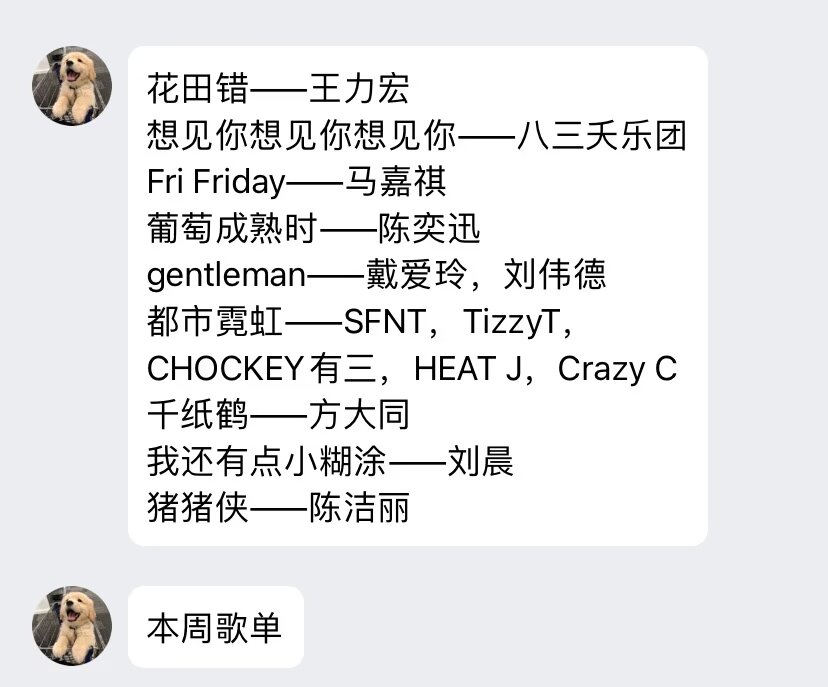 花田错——王力宏
想见你想见你想见你——八三夭乐团
Fri Friday——马嘉祺
葡萄成熟时——陈奕迅
gentleman——戴爱玲，刘伟德
都市霓虹——SFNT，TizzyT，
CHOCKEY有三，HEAT J，Crazy C
千纸鹤——方大同
我还有点小糊涂——刘晨
猪猪侠——陈洁丽
本周歌单